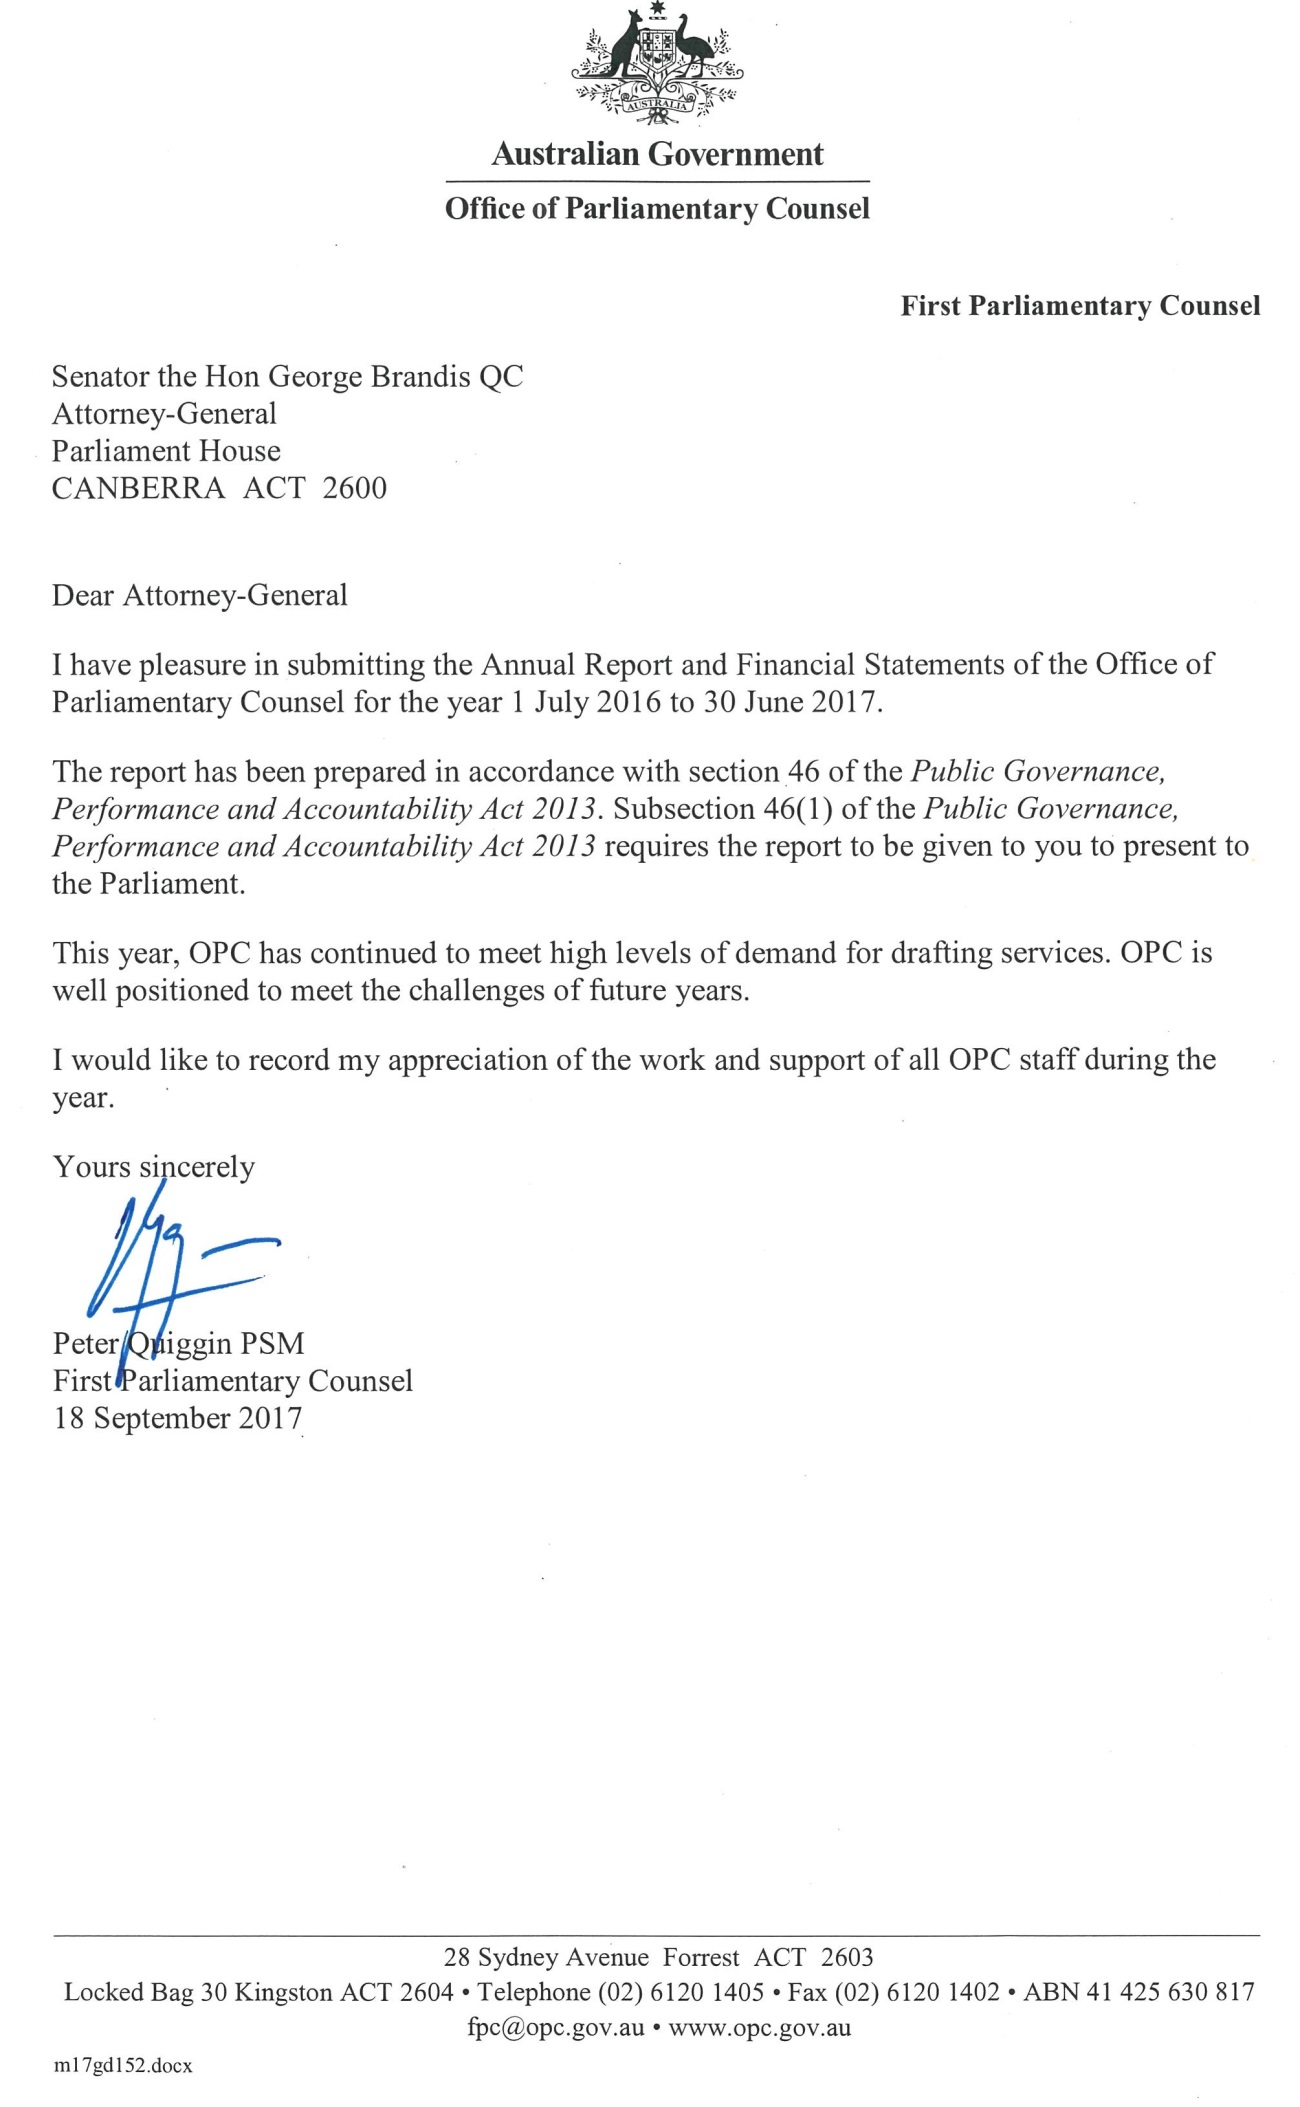 AUSTRALIA
Australian Government
Office of Parliamentary Counsel
First Parliamentary Counsel
Senator the Hon George Brandis QC
Attorney-General
Parliament House
CANBERRA ACT 2600
Dear Attorney-General
I have pleasure in submitting the Annual Report and Financial Statements of the Office of
Parliamentary Counsel for the year 1 July 2016 to 30 June 2017.
The report has been prepared in accordance with section 46 of the Public Governance,
Performance and Accountability Act 2013. Subsection 46(1) of the Public Governance,
Performance and Accountability Act 2013 requires the report to be given to you to present to
the Parliament.
This year, OPC has continued to meet high levels of demand for drafting services. OPC is
well positioned to meet the challenges of future years.
I would like to record my appreciation of the work and support of all OPC staff during the
year.
Yours sincerely
Peter Quiggin PSM
First Parliamentary Counsel
18 September 2017
28 Sydney Avenue Forrest ACT 2603
Locked Bag 30 Kingston ACT 2604 • Telephone (02) 6120 1405 • Fax (02) 6120 1402 • ABN 41 425 630 817
fpc@opc.gov.au • www.opc.gov.au
m17gd152.docx